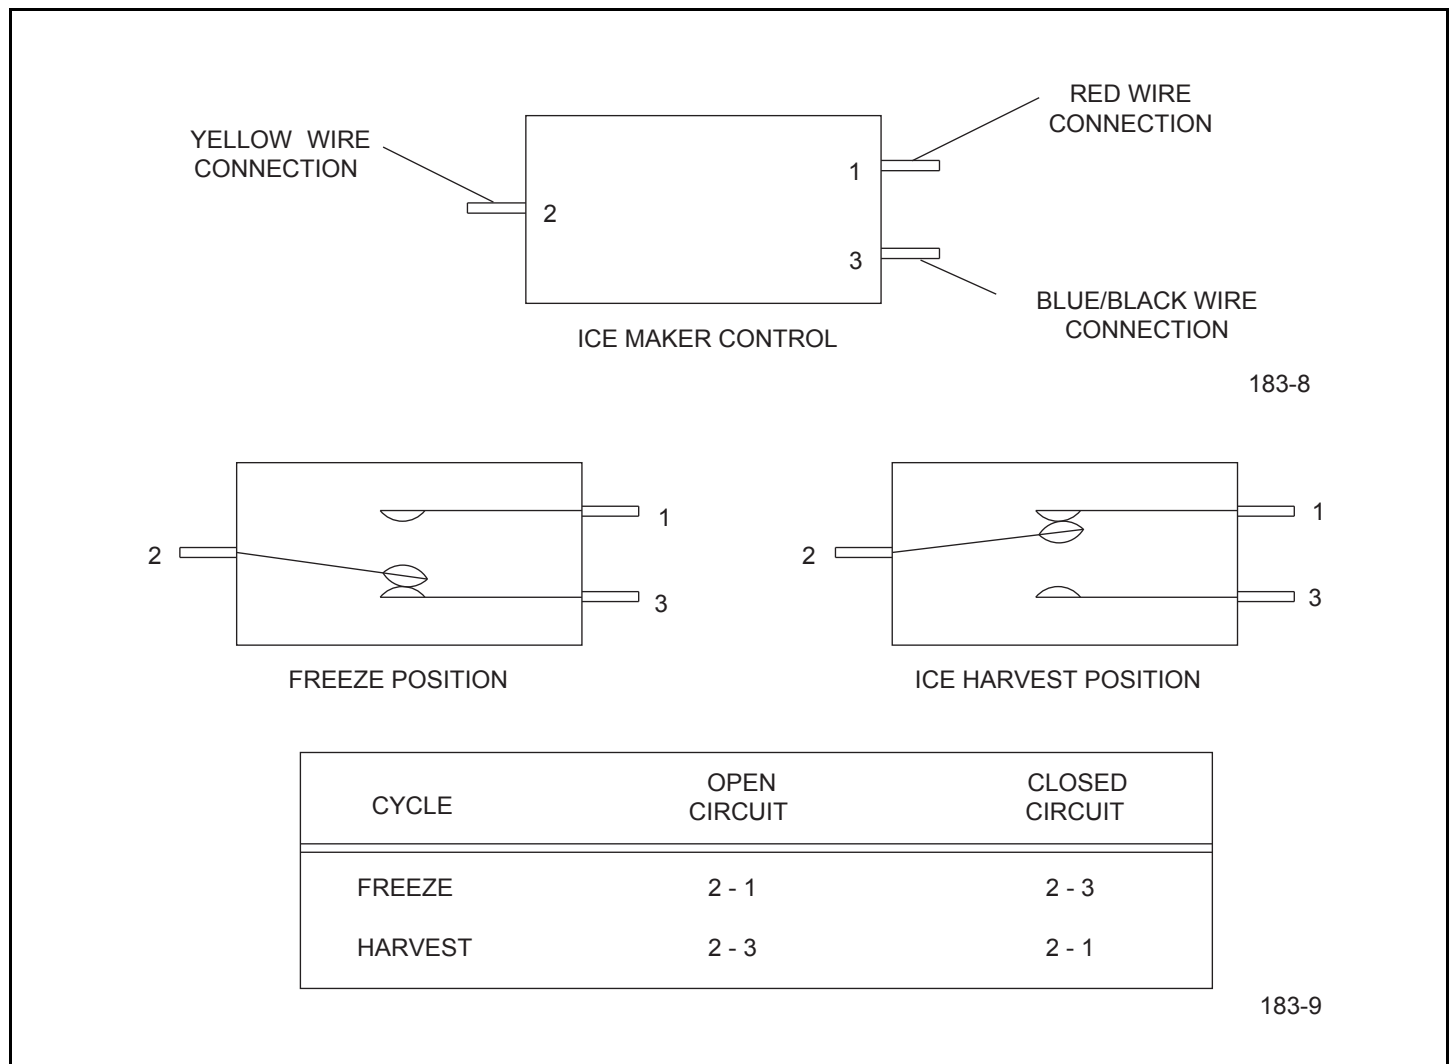 RED WIRE
CONNECTION
YELLOW WIRE
CONNECTION
1
2
3
BLUE/BLACK WIRE
CONNECTION
ICE MAKER CONTROL
183-8
1
2
3
FREEZE POSITION
1
2
3
ICE HARVEST POSITION
CYCLE
OPEN
CIRCUIT
CLOSED
CIRCUIT
FREEZE 2 - 1 2 - 3
HARVEST 2 - 3 2 - 1
183-9